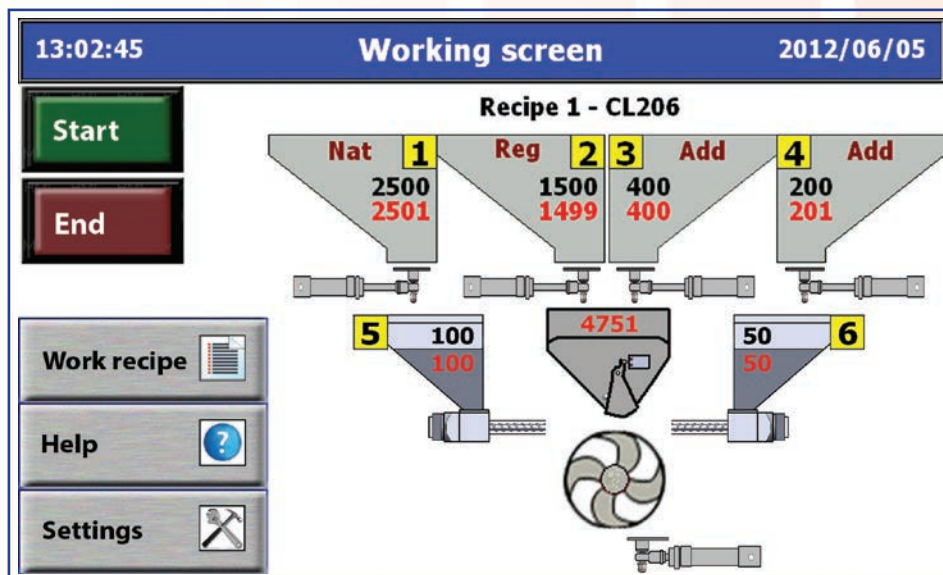 13:02:45 Working screen 2012/06/05
Start
End
Recipe 1 - CL206
Nat 1 Reg 2 3 Add 4 Add
2500 1500 400 200
2501 1499 400 201
5 100 4751 50 6
100 50
Work recipe
Help
?
Settings